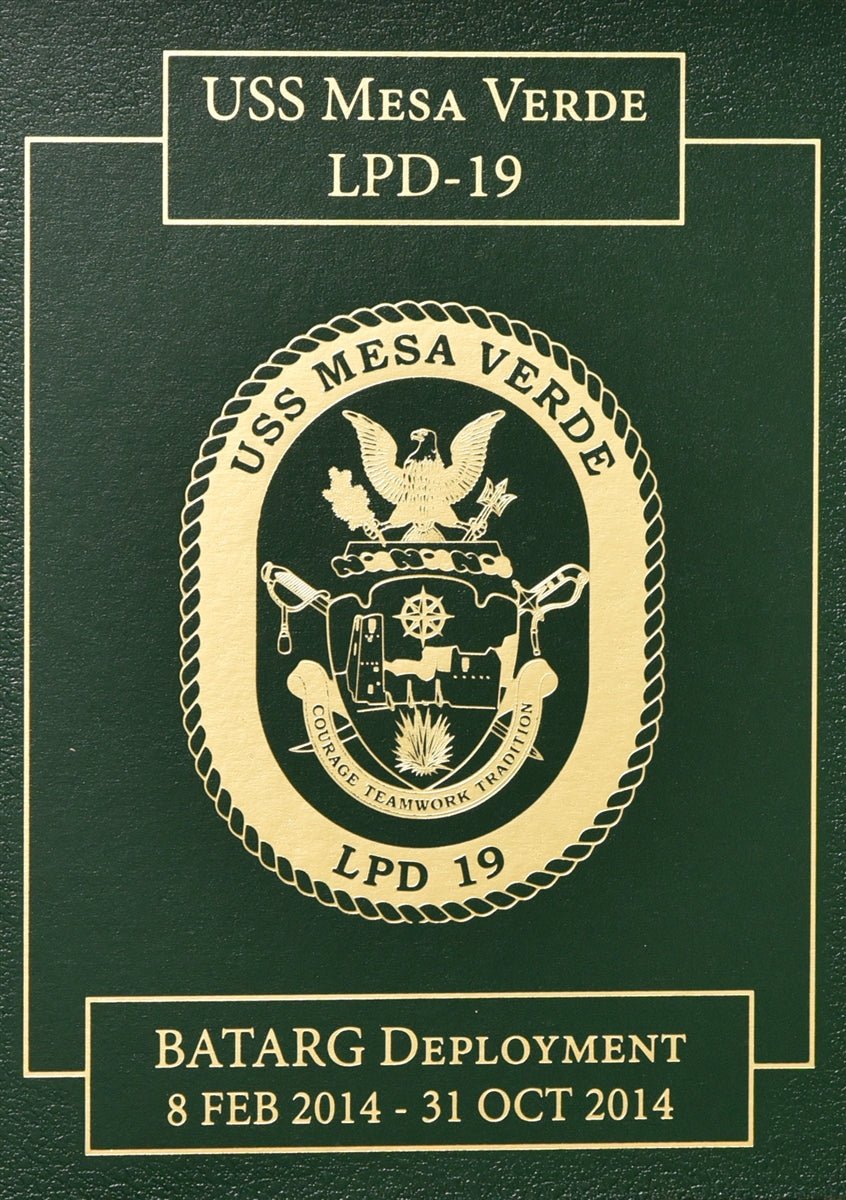 USS MESA VERDE
LPD-19
USS MESA VERDE
COURAGE TEAMWORK TRADITION
LPD 19
BATARG DEPLOYMENT
8 FEB 2014 - 31 OCT 2014